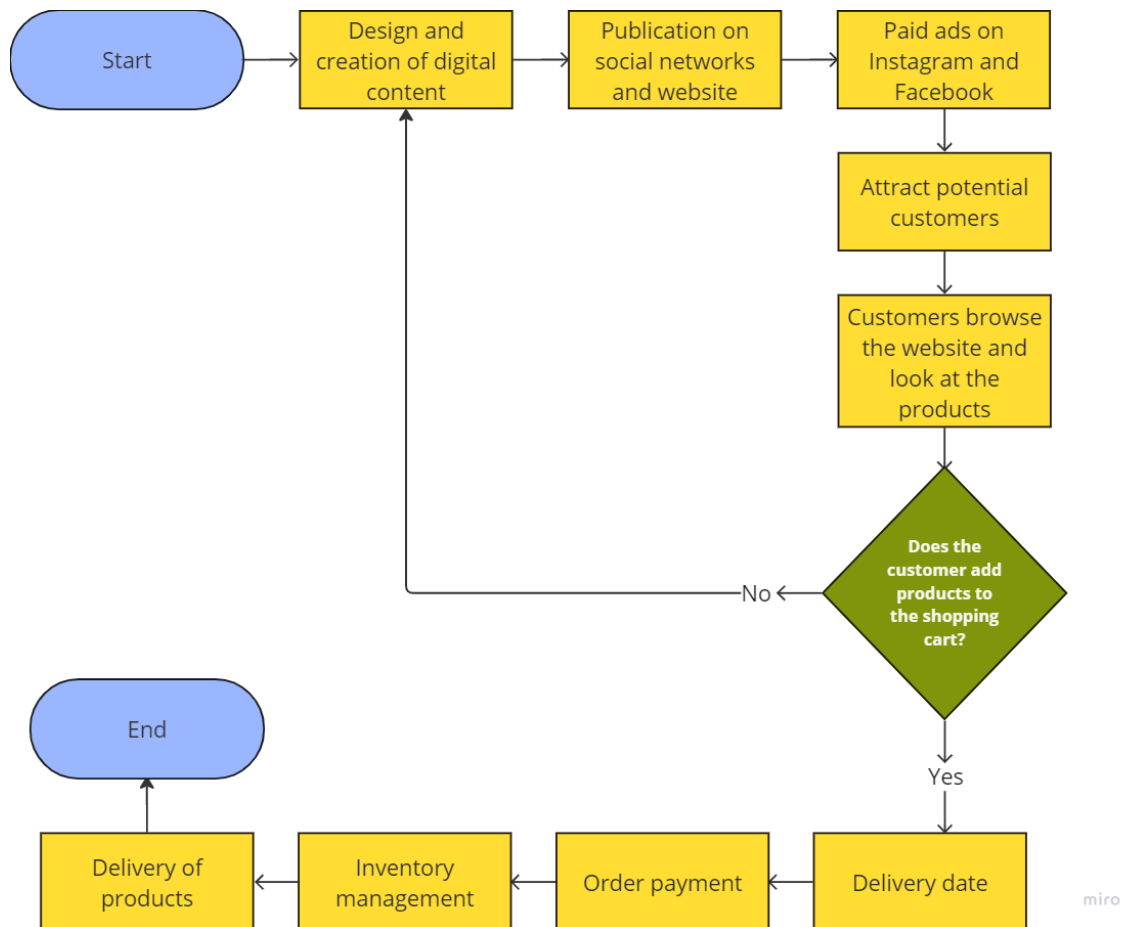 Start
Design and
creation of digital
content
Publication on
social networks
and website
Paid ads on
Instagram and
Facebook
Attract potential
customers
Customers browse
the website and
look at the
products
Does the
customer add
products to
the shopping
cart?
No
Yes
Delivery date
Order payment
Inventory
management
Delivery of
products
End
miro